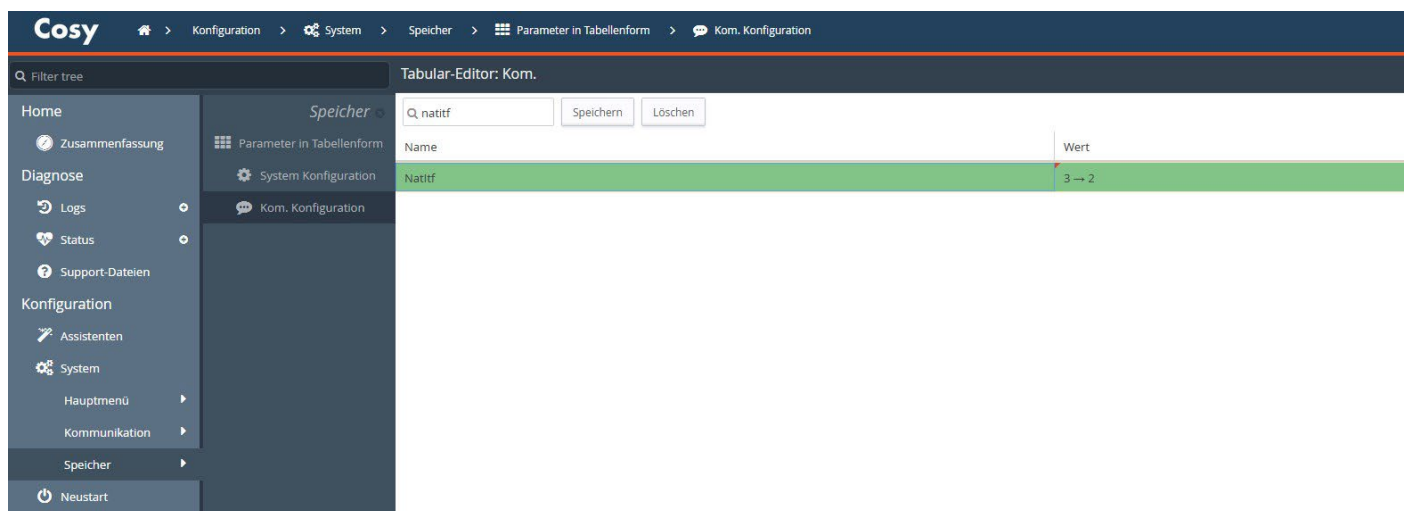 Cosy > Konfiguration > System > Speicher > Parameter in Tabellenform > Kom. Konfiguration
Filter tree
Tabular-Editor: Kom.
Home
Zusammenfassung
Diagnose
Logs
Status
Support-Dateien
Konfiguration
Assistenten
System
Hauptmenü
Kommunikation
Speicher
Neustart
Speicher
Parameter in Tabellenform
System Konfiguration
Kom. Konfiguration
natitf Speichern Löschen
Name Wert
NatItf 3 → 2